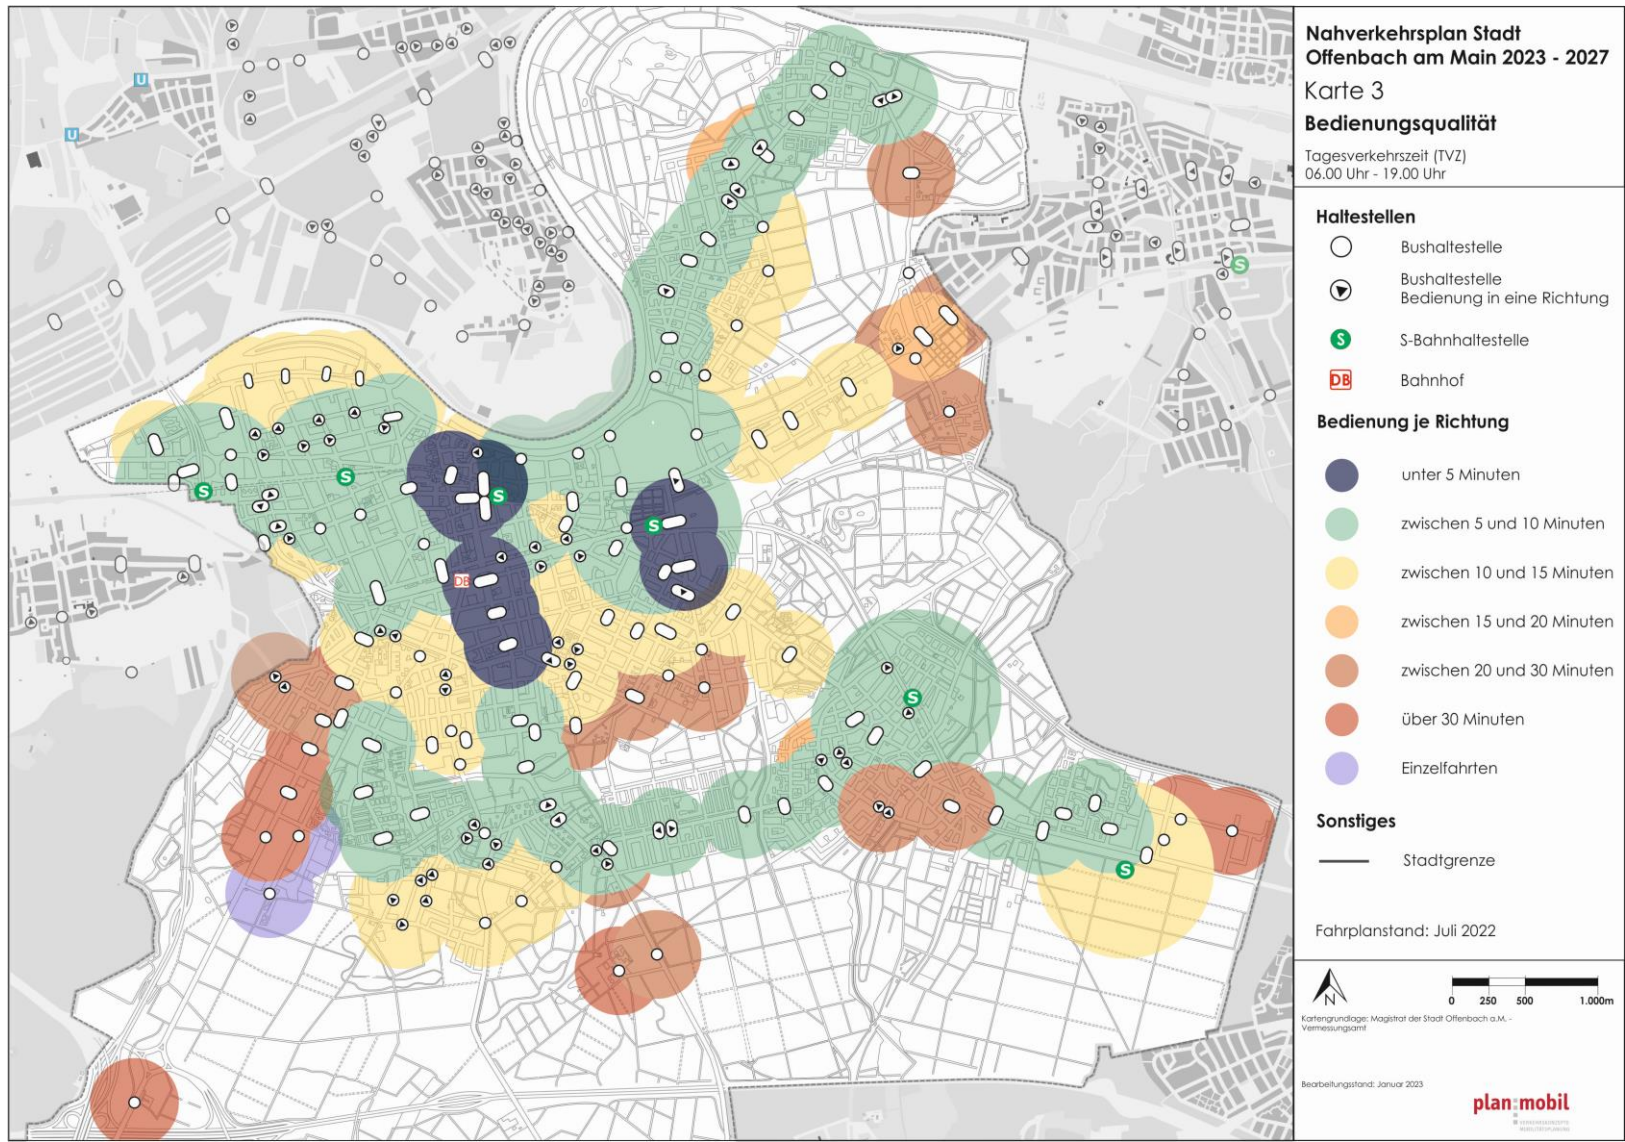 Nahverkehrsplan Stadt
Offenbach am Main 2023 - 2027
Karte 3
Bedienungsqualität
Tagesverkehrszeit (TVZ)
06.00 Uhr - 19.00 Uhr
Haltestellen
Bushaltestelle
Bushaltestelle
Bedienung in eine Richtung
S
S-Bahnhaltestelle
DB
Bahnhof
Bedienung je Richtung
unter 5 Minuten
zwischen 5 und 10 Minuten
zwischen 10 und 15 Minuten
zwischen 15 und 20 Minuten
zwischen 20 und 30 Minuten
über 30 Minuten
Einzelfahrten
Sonstiges
Stadtgrenze
Fahrplanstand: Juli 2022
N
0 250 500 1.000m
Kartengrundlage: Magistrat der Stadt Offenbach a.M. -
Vermessungsamt
Bearbeitungsstand: Januar 2023
plan:mobil
VERKEHRSKONZEPTE
MOBILITÄTSPLANUNG
U
U
S
S
S
S
S
DB
S
S